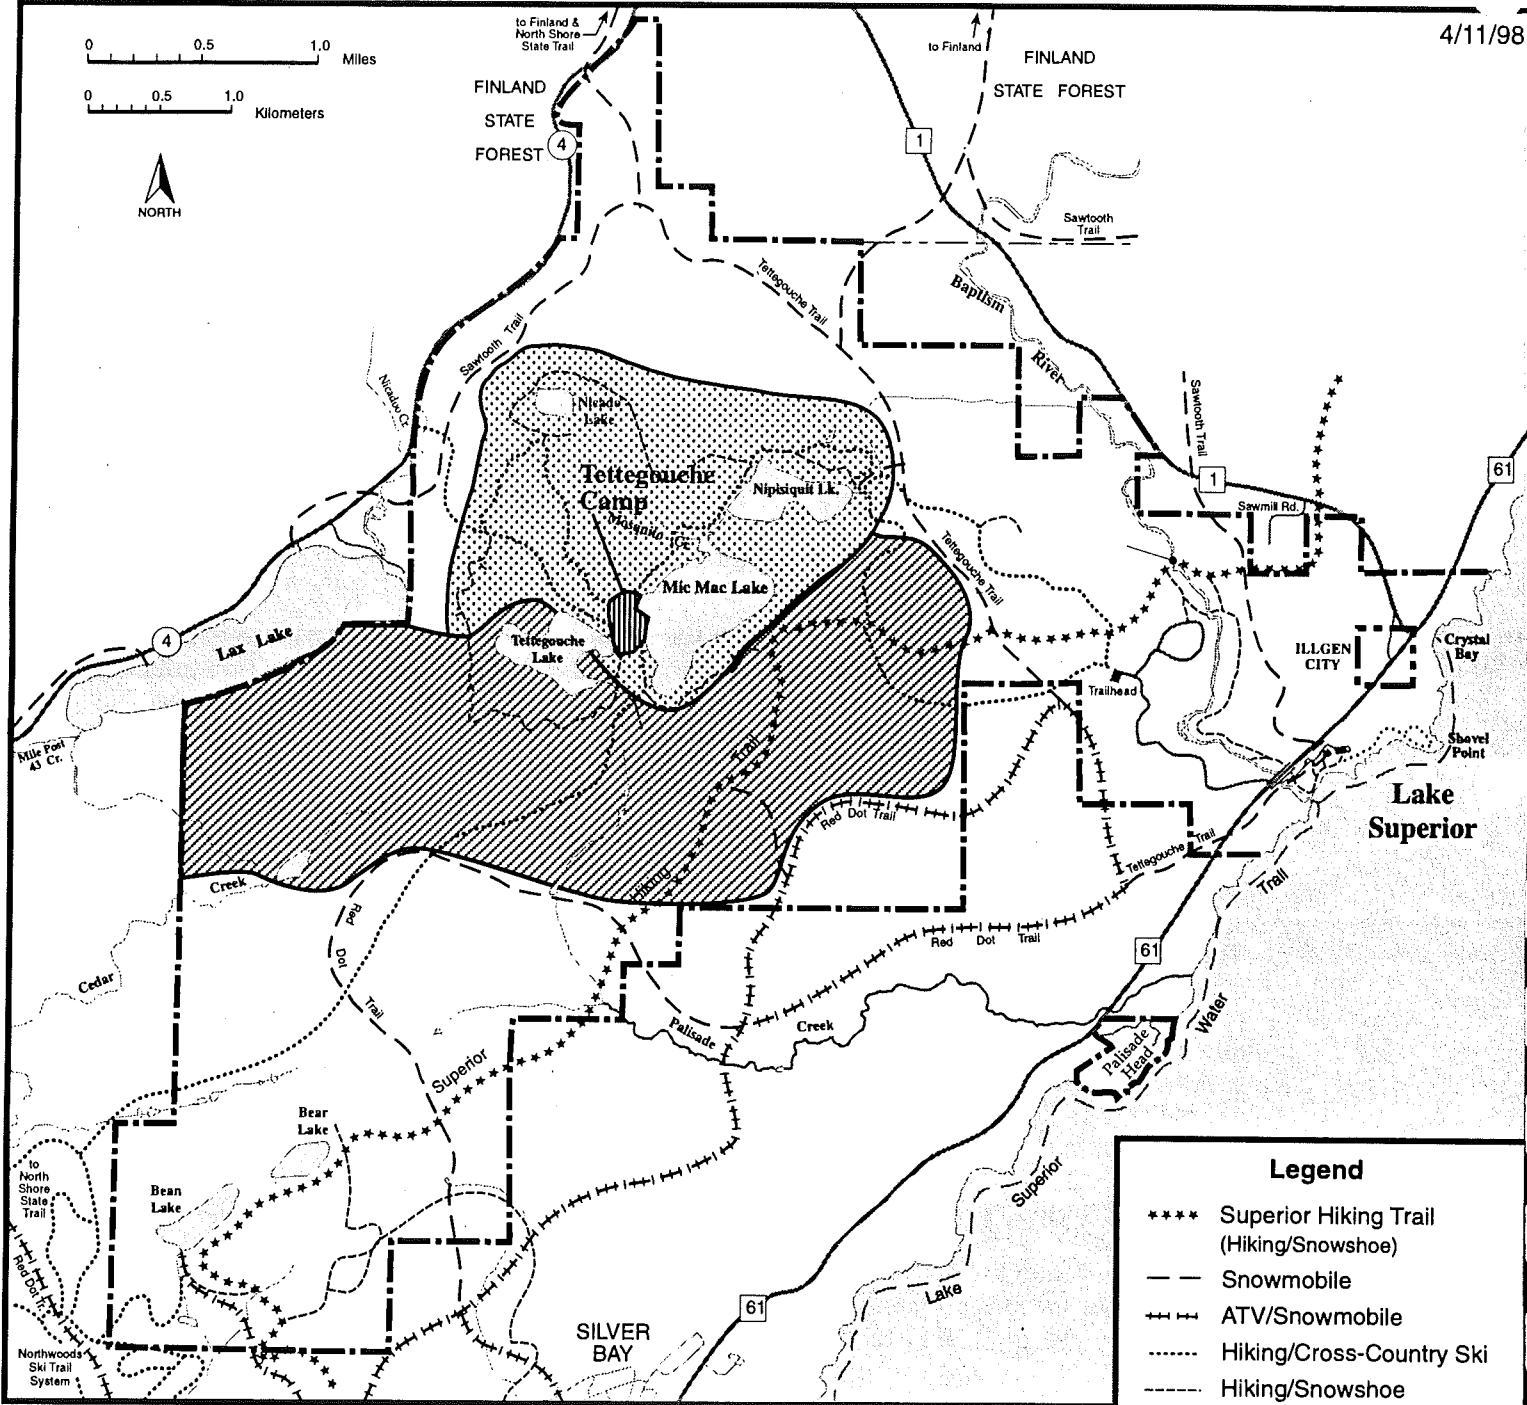 4/11/98
0 0.5 1.0
Miles
0 0.5 1.0
Kilometers
NORTH
to Finland &
North Shore
State Trail
FINLAND
STATE
FOREST
4
to Finland
FINLAND
STATE FOREST
1
Sawtooth
Trail
Baptism
River
Tettegouche Trail
Sawtooth Trail
Nicadoo Cr.
Nicado
Lake
Tettegouche
Camp
Nipisiquit Lk.
Mosquito Cr.
Mic Mac Lake
Tettegouche
Lake
Sawtooth Trail
1
61
Sawmill Rd.
Tettegouche Trail
4
Lax Lake
ILLGEN
CITY
Crystal
Bay
Trailhead
Mile Post
43 Cr.
Shovel
Point
Lake
Superior
Trail
Red Dot Trail
Tettegouche Trail
Creek
Hiking
Trail
Red
Dot
Trail
Red Dot Trail
61
Cedar
Water
Palisade
Creek
Palisade
Head
Superior
Bear
Lake
to
North
Shore
State
Trail
Bean
Lake
Superior
Red Dot Tr.
Lake
61
SILVER
BAY
Northwoods
Ski Trail
System
Legend
Superior Hiking Trail
(Hiking/Snowshoe)
Snowmobile
ATV/Snowmobile
Hiking/Cross-Country Ski
Hiking/Snowshoe